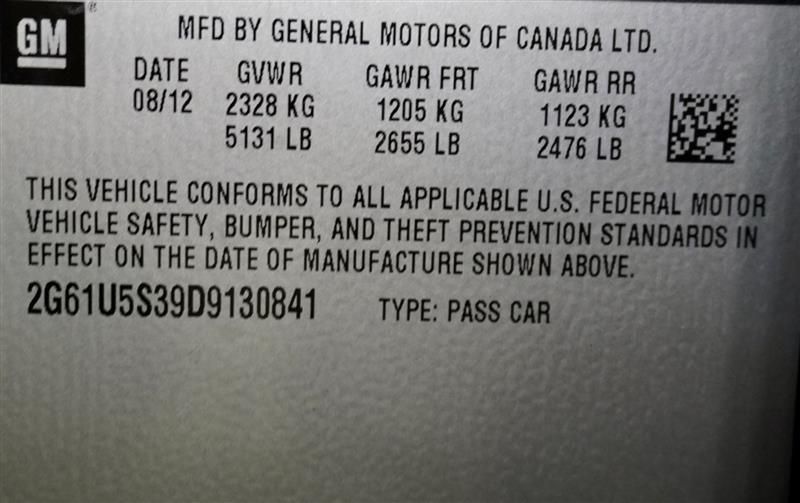 GM
MFD BY GENERAL MOTORS OF CANADA LTD.
DATE GVWR GAWR FRT GAWR RR
08/12 2328 KG 1205 KG 1123 KG
5131 LB 2655 LB 2476 LB
THIS VEHICLE CONFORMS TO ALL APPLICABLE U.S. FEDERAL MOTOR
VEHICLE SAFETY, BUMPER, AND THEFT PREVENTION STANDARDS IN
EFFECT ON THE DATE OF MANUFACTURE SHOWN ABOVE.
2G61U5S39D9130841 TYPE: PASS CAR